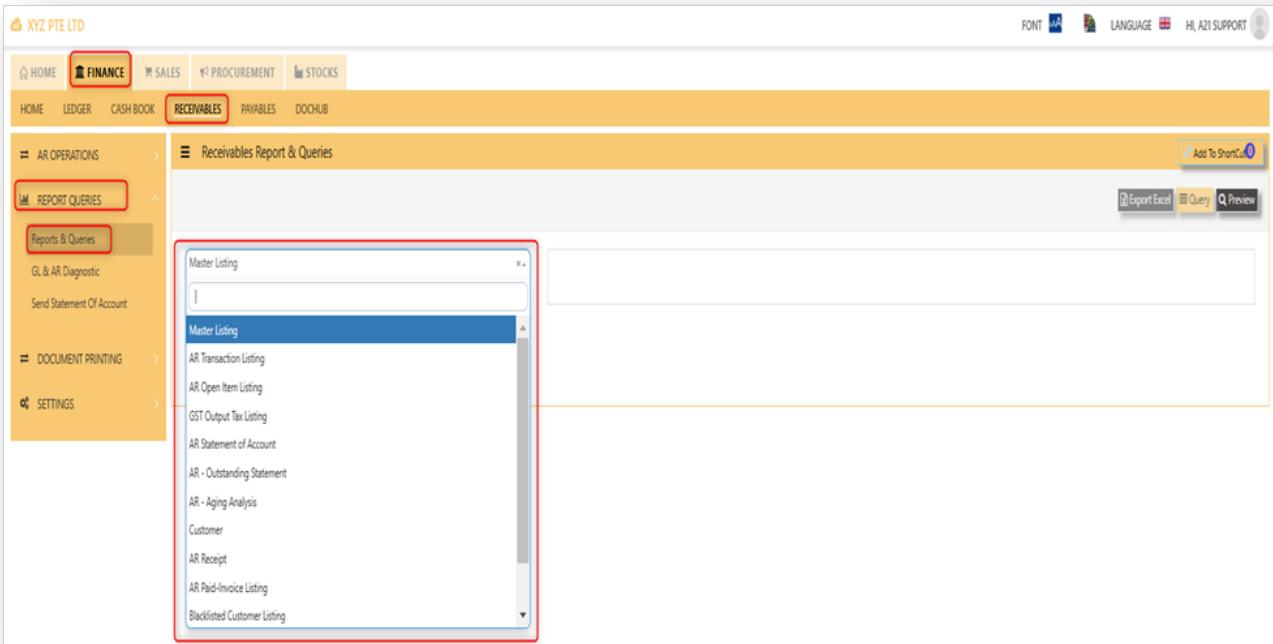 XYZ PTE LTD
FONT LANGUAGE HI, A21 SUPPORT
HOME FINANCE SALES PROCUREMENT STOCKS
HOME LEDGER CASH BOOK RECEIVABLES PAYABLES DOCHUB
AR OPERATIONS
Receivables Report & Queries
Add To ShortCut
0
REPORT QUERIES
Export Excel Query Preview
Reports & Queries
GL & AR Diagnostic
Send Statement Of Account
DOCUMENT PRINTING
SETTINGS
Master Listing
Master Listing
AR Transaction Listing
AR Open Item Listing
GST Output Tax Listing
AR Statement of Account
AR - Outstanding Statement
AR - Aging Analysis
Customer
AR Receipt
AR Paid-Invoice Listing
Blacklisted Customer Listing